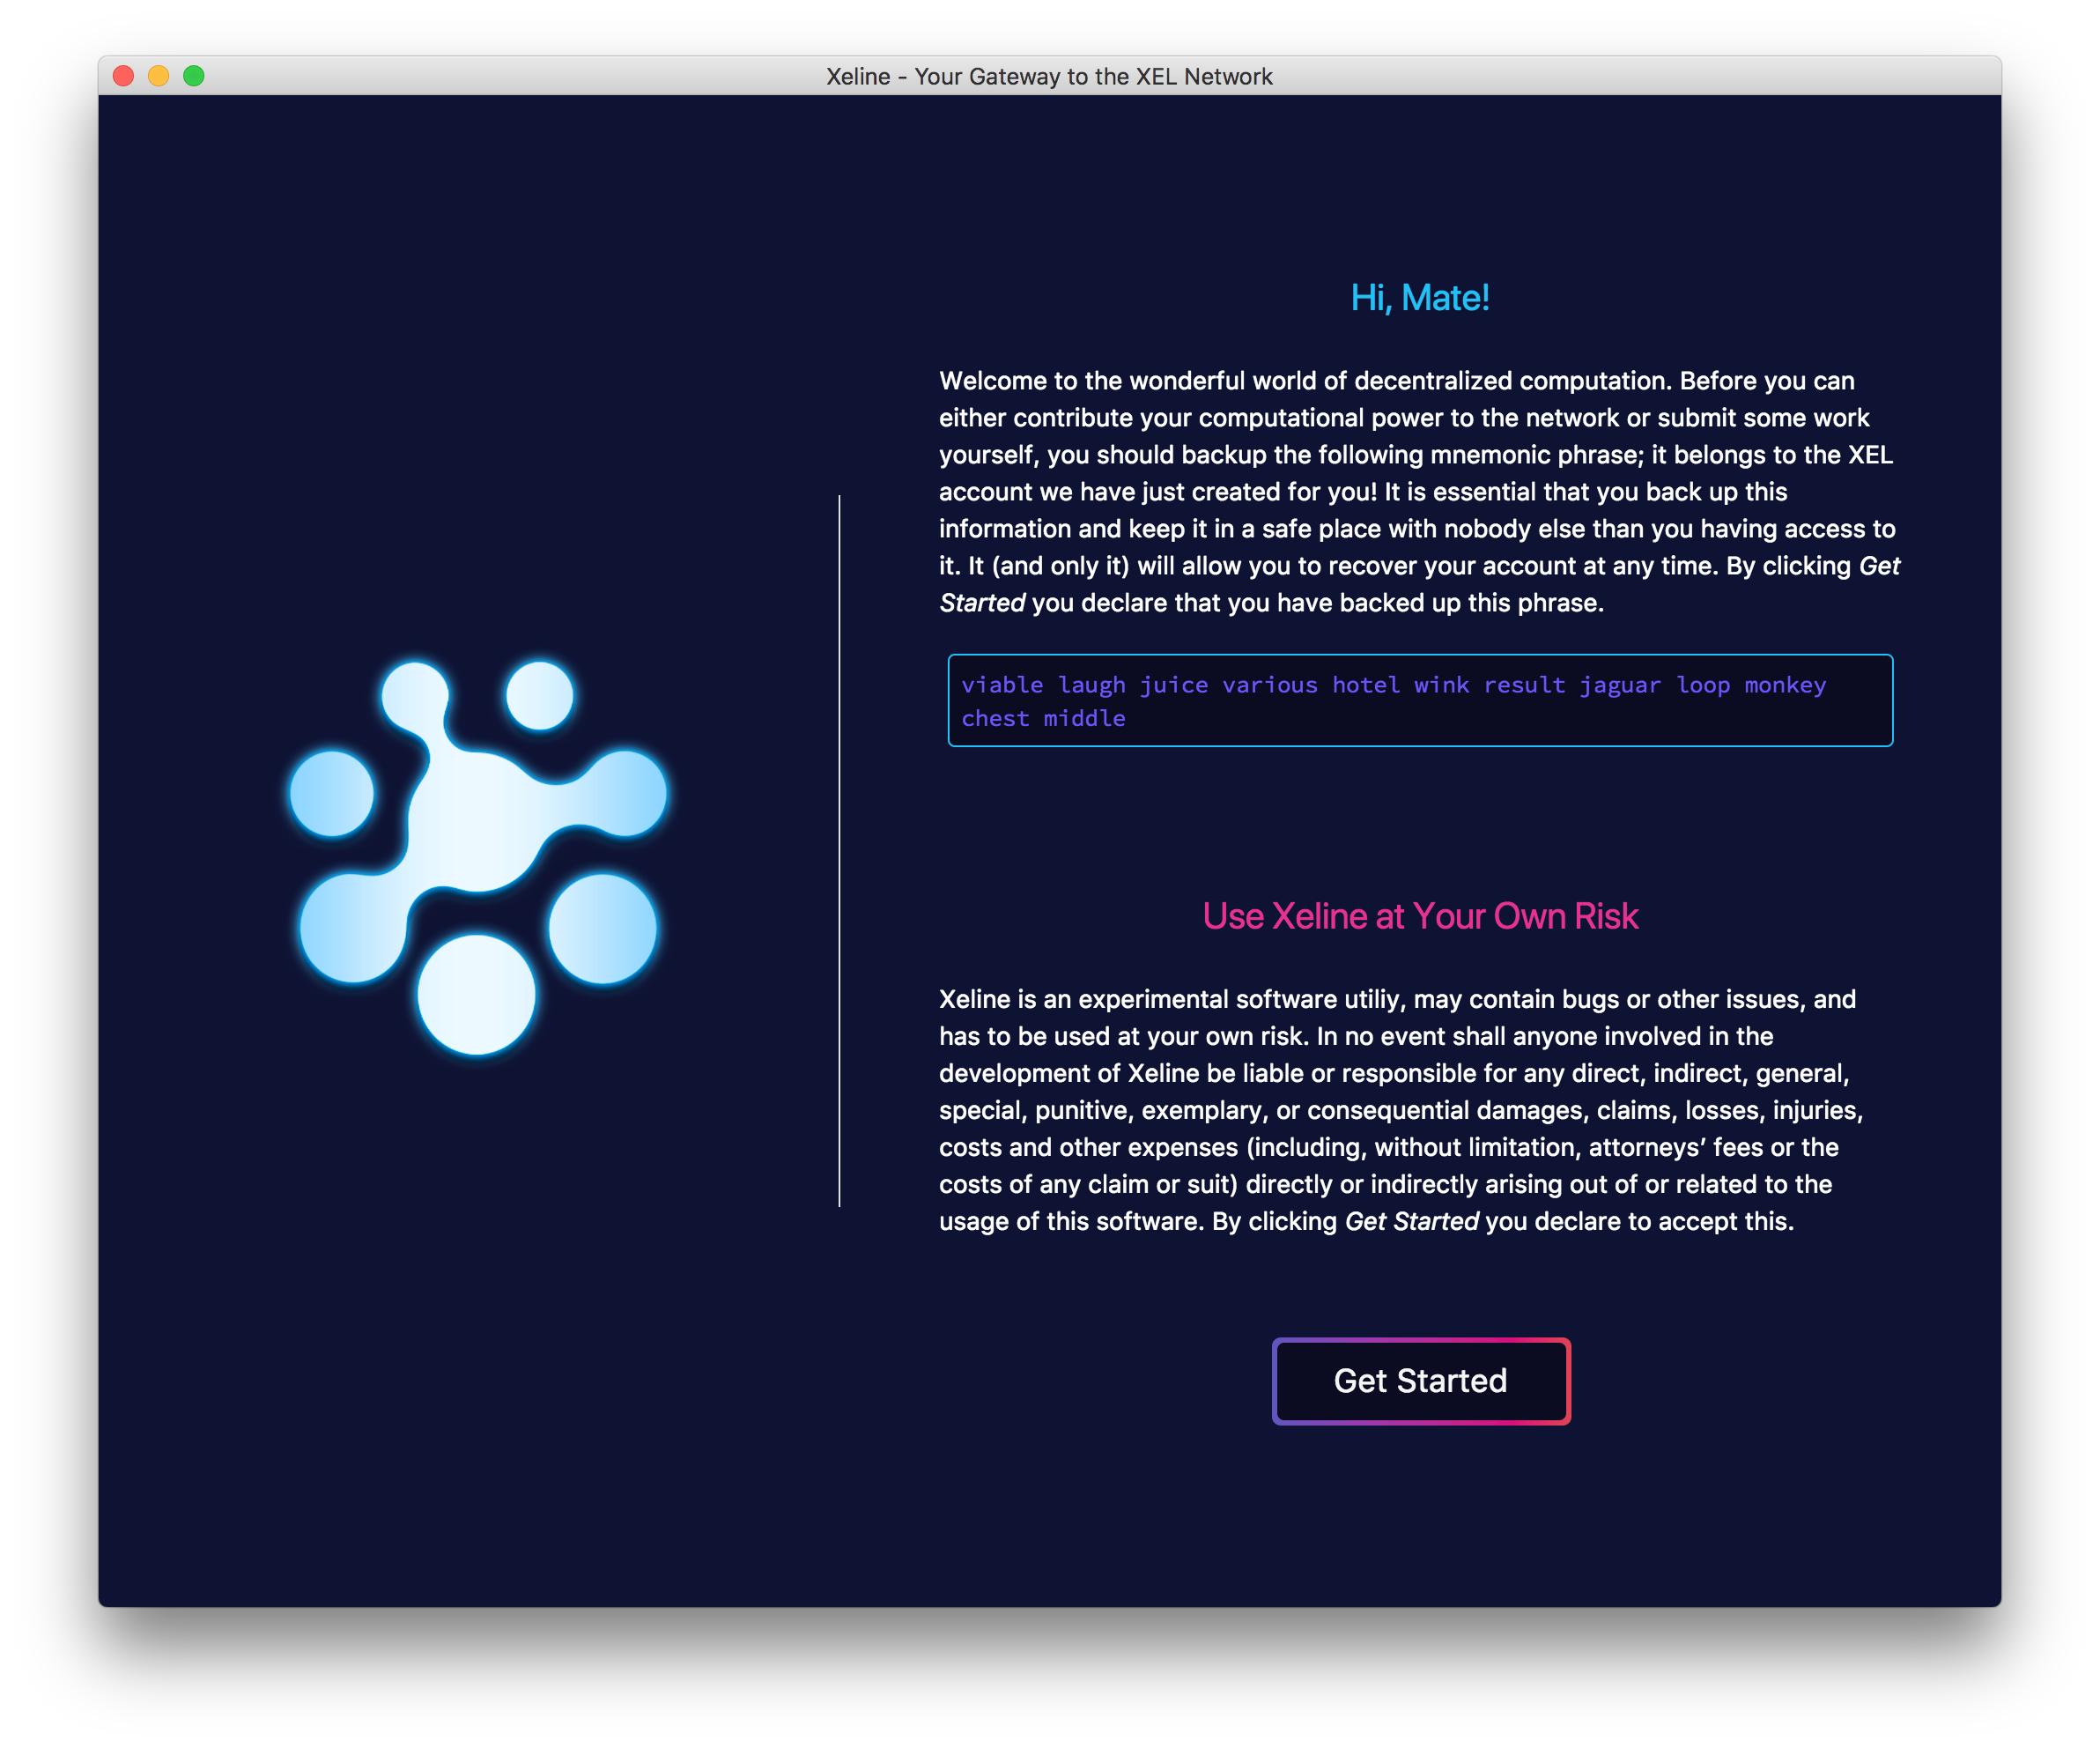 Xeline - Your Gateway to the XEL Network
Hi, Mate!
Welcome to the wonderful world of decentralized computation. Before you can
either contribute your computational power to the network or submit some work
yourself, you should backup the following mnemonic phrase; it belongs to the XEL
account we have just created for you! It is essential that you back up this
information and keep it in a safe place with nobody else than you having access to
it. It (and only it) will allow you to recover your account at any time. By clicking Get
Started you declare that you have backed up this phrase.
viable laugh juice various hotel wink result jaguar loop monkey
chest middle
Use Xeline at Your Own Risk
Xeline is an experimental software utiliy, may contain bugs or other issues, and
has to be used at your own risk. In no event shall anyone involved in the
development of Xeline be liable or responsible for any direct, indirect, general,
special, punitive, exemplary, or consequential damages, claims, losses, injuries,
costs and other expenses (including, without limitation, attorneys’ fees or the
costs of any claim or suit) directly or indirectly arising out of or related to the
usage of this software. By clicking Get Started you declare to accept this.
Get Started